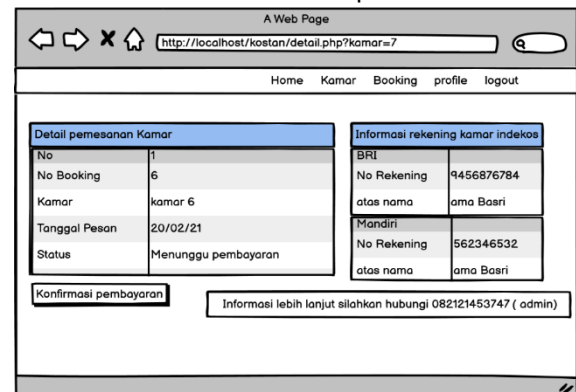 A Web Page
http://localhost/kostan/detail.php?kamar=7
Home Kamar Booking profile logout
Detail pemesanan Kamar
No 1
No Booking 6
Kamar kamar 6
Tanggal Pesan 20/02/21
Status Menunggu pembayaran
Konfirmasi pembayaran
Informasi rekening kamar indekos
BRI
No Rekening 9456876784
atas nama ama Basri
Mandiri
No Rekening 562346532
atas nama ama Basri
Informasi lebih lanjut silahkan hubungi 082121453747 ( admin)